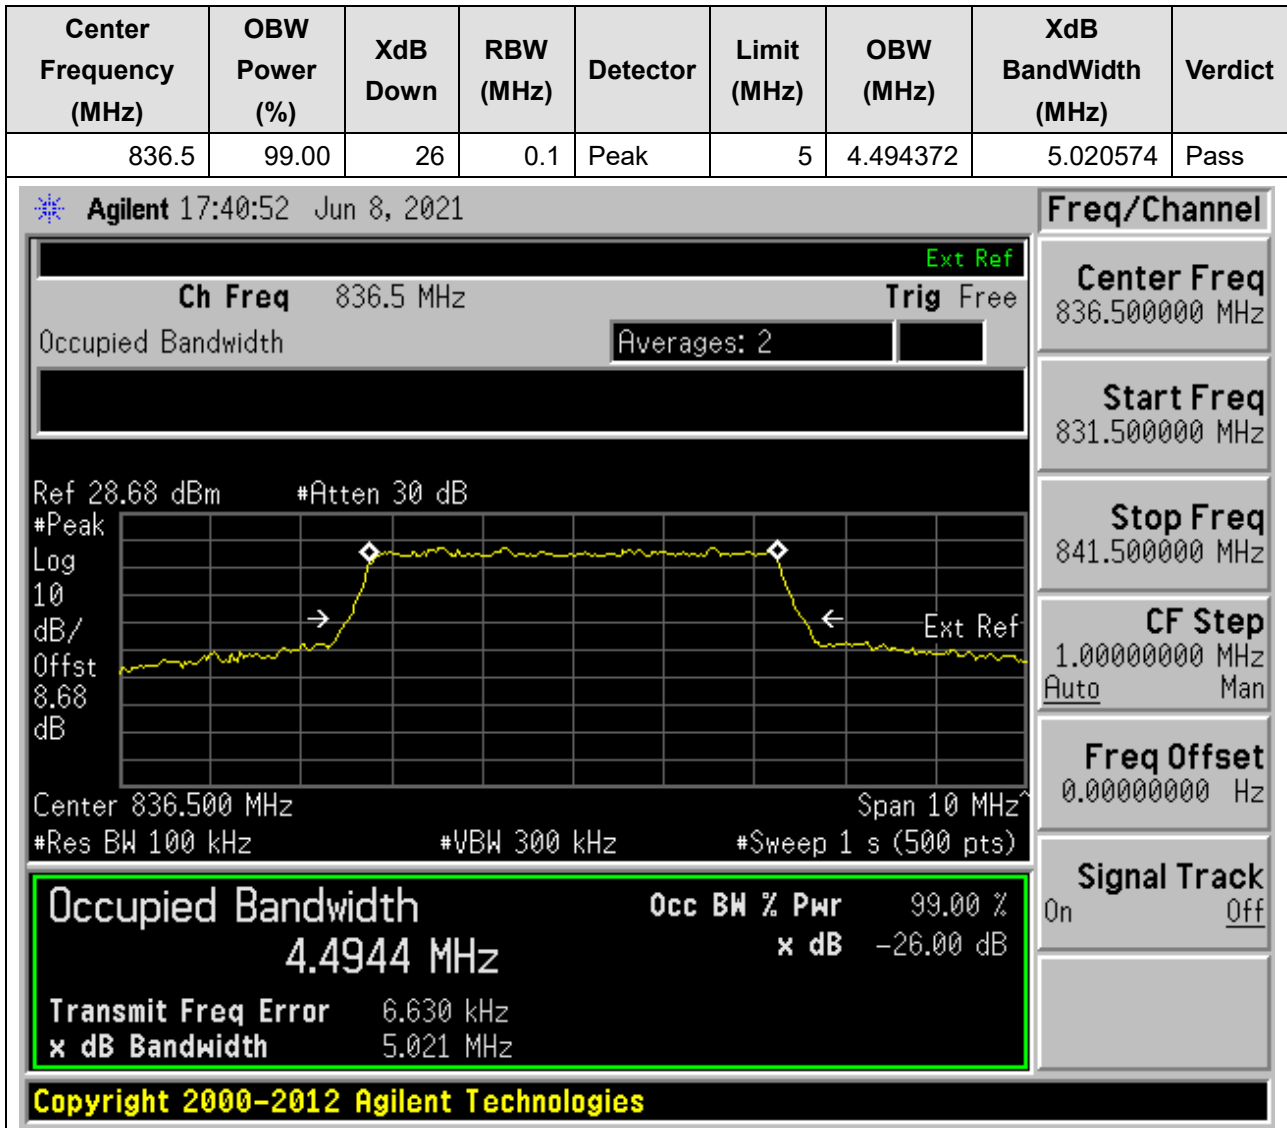 Center Frequency (MHz) OBW Power (%) XdB Down RBW (MHz) Detector Limit (MHz) OBW (MHz) XdB BandWidth (MHz) Verdict
836.5 99.00 26 0.1 Peak 5 4.494372 5.020574 Pass
Agilent 17:40:52 Jun 8, 2021
Freq/Channel
Ext Ref
Ch Freq 836.5 MHz Trig Free
Occupied Bandwidth Averages: 2
Center Freq
836.500000 MHz
Start Freq
831.500000 MHz
Stop Freq
841.500000 MHz
CF Step
1.00000000 MHz
Auto Man
Freq Offset
0.00000000 Hz
Signal Track
On Off
Ref 28.68 dBm #Atten 30 dB
#Peak
Log
10
dB/
Offst
8.68
dB
Ext Ref
Center 836.500 MHz Span 10 MHz^
#Res BW 100 kHz #VBW 300 kHz #Sweep 1 s (500 pts)
Occupied Bandwidth
4.4944 MHz
Occ BW % Pwr 99.00 %
x dB -26.00 dB
Transmit Freq Error 6.630 kHz
x dB Bandwidth 5.021 MHz
Copyright 2000-2012 Agilent Technologies